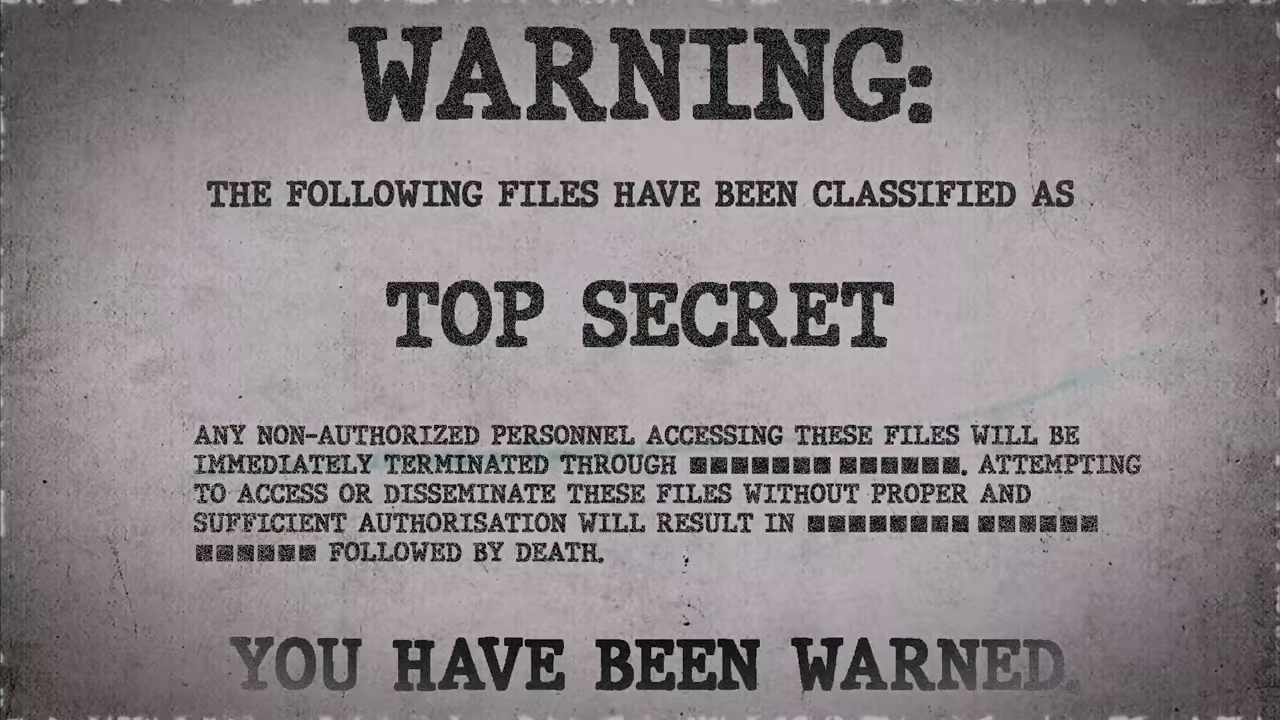 WARNING:
THE FOLLOWING FILES HAVE BEEN CLASSIFIED AS
TOP SECRET
ANY NON-AUTHORIZED PERSONNEL ACCESSING THESE FILES WILL BE
IMMEDIATELY TERMINATED THROUGH ■■■■■■■ ■■■■■■. ATTEMPTING
TO ACCESS OR DISSEMINATE THESE FILES WITHOUT PROPER AND
SUFFICIENT AUTHORISATION WILL RESULT IN ■■■■■■■■ ■■■■■■
■■■■■■ FOLLOWED BY DEATH.
YOU HAVE BEEN WARNED.